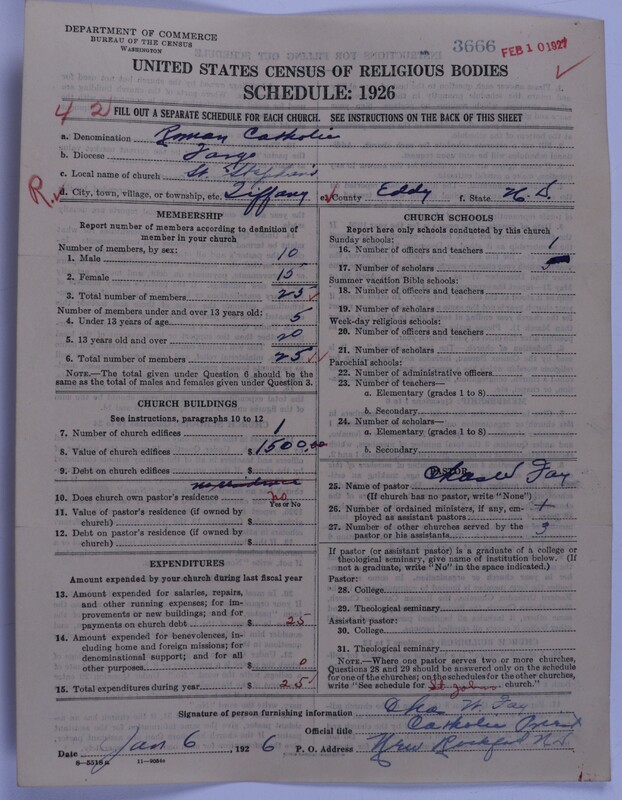 DEPARTMENT OF COMMERCE
BUREAU OF THE CENSUS
WASHINGTON
3666
FEB 10 1927
UNITED STATES CENSUS OF RELIGIOUS BODIES
SCHEDULE: 1926
4 2
FILL OUT A SEPARATE SCHEDULE FOR EACH CHURCH. SEE INSTRUCTIONS ON THE BACK OF THIS SHEET
a. Denomination Roman Catholic
b. Diocese Fargo
c. Local name of church St Stephen's
R. d. City, town, village, or township, etc. Tiffany e. County Eddy f. State N. D.
MEMBERSHIP
Report number of members according to definition of member in your church
Number of members, by sex:
1. Male 10
2. Female 15
3. Total number of members 25
Number of members under and over 13 years old:
4. Under 13 years of age 5
5. 13 years old and over 20
6. Total number of members 25
NOTE.—The total given under Question 6 should be the same as the total of males and females given under Question 3.
CHURCH BUILDINGS
See instructions, paragraphs 10 to 12
7. Number of church edifices 1
8. Value of church edifices $ 1500.00
9. Debt on church edifices $
10. Does church own pastor's residence no
Yes or No
11. Value of pastor's residence (if owned by church) $
12. Debt on pastor's residence (if owned by church) $
EXPENDITURES
Amount expended by your church during last fiscal year
13. Amount expended for salaries, repairs, and other running expenses; for improvements or new buildings; and for payments on church debt $ 25
14. Amount expended for benevolences, including home and foreign missions; for denominational support; and for all other purposes $ 0
15. Total expenditures during year $ 25
CHURCH SCHOOLS
Report here only schools conducted by this church
Sunday schools:
16. Number of officers and teachers 1
17. Number of scholars 5
Summer vacation Bible schools:
18. Number of officers and teachers
19. Number of scholars
Week-day religious schools:
20. Number of officers and teachers
21. Number of scholars
Parochial schools:
22. Number of administrative officers
23. Number of teachers—
a. Elementary (grades 1 to 8)
b. Secondary
24. Number of scholars—
a. Elementary (grades 1 to 8)
b. Secondary
PASTOR
25. Name of pastor Chas W Fay
(If church has no pastor, write "None")
26. Number of ordained ministers, if any, employed as assistant pastors 1
27. Number of other churches served by the pastor or his assistants 3
If pastor (or assistant pastor) is a graduate of a college or theological seminary, give name of institution below. (If not a graduate, write "No" in the space indicated.)
Pastor:
28. College
29. Theological seminary
Assistant pastor:
30. College
31. Theological seminary
NOTE.—Where one pastor serves two or more churches, Questions 28 and 29 should be answered only on the schedule for one of the churches; on the schedules for the other churches, write "See schedule for St. Johns church."
Signature of person furnishing information Chas W. Fay
Official title Catholic Priest
Date Jan 6, 1926 P. O. Address New Rockford N D
8—5518a 11—9084a